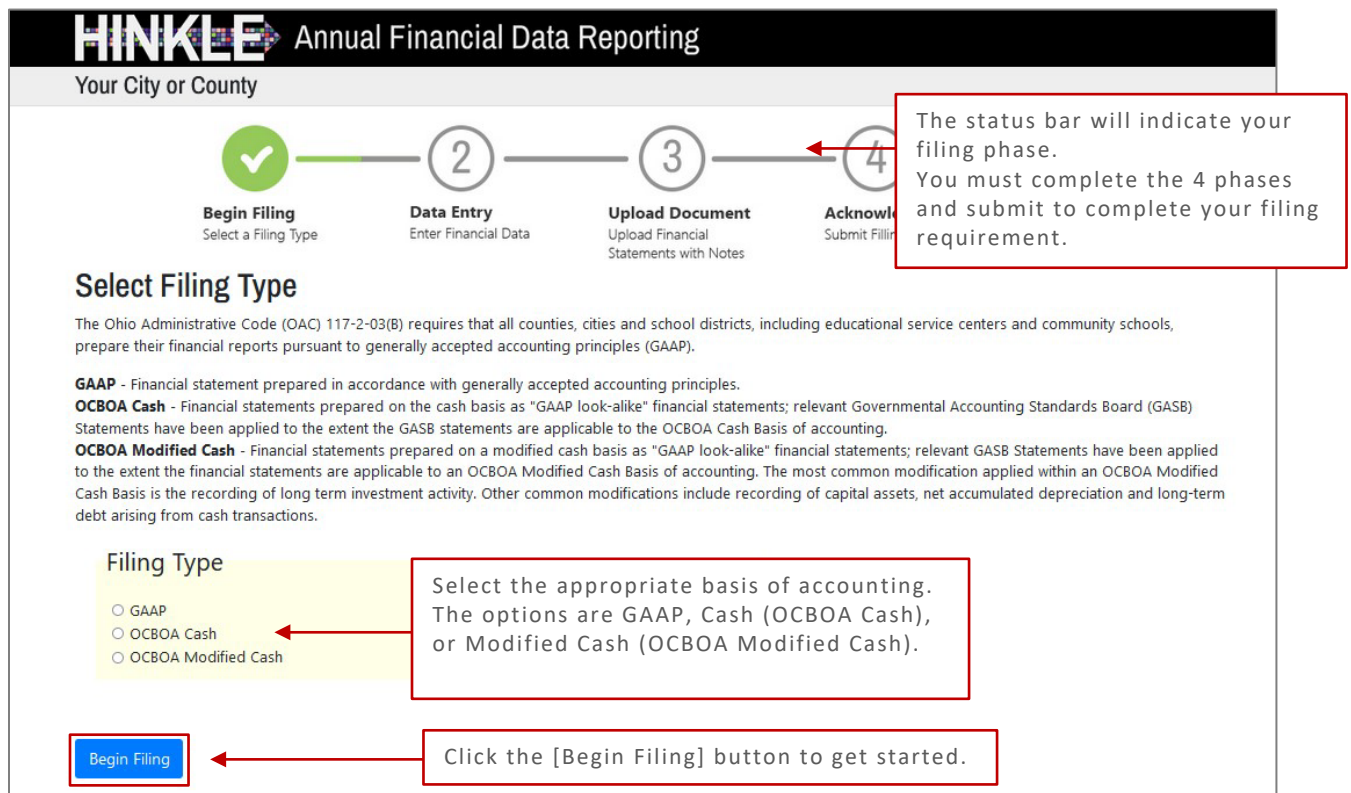 HINKLE Annual Financial Data Reporting
Your City or County
The status bar will indicate your
filing phase.
You must complete the 4 phases
and submit to complete your filing
requirement.
2
3
4
Begin Filing
Select a Filing Type
Data Entry
Enter Financial Data
Upload Document
Upload Financial
Statements with Notes
Select Filing Type
The Ohio Administrative Code (OAC) 117-2-03(B) requires that all counties, cities and school districts, including educational service centers and community schools,
prepare their financial reports pursuant to generally accepted accounting principles (GAAP).
GAAP - Financial statement prepared in accordance with generally accepted accounting principles.
OCBOA Cash - Financial statements prepared on the cash basis as "GAAP look-alike" financial statements; relevant Governmental Accounting Standards Board (GASB)
Statements have been applied to the extent the GASB statements are applicable to the OCBOA Cash Basis of accounting.
OCBOA Modified Cash - Financial statements prepared on a modified cash basis as "GAAP look-alike" financial statements; relevant GASB Statements have been applied
to the extent the financial statements are applicable to an OCBOA Modified Cash Basis of accounting. The most common modification applied within an OCBOA Modified
Cash Basis is the recording of long term investment activity. Other common modifications include recording of capital assets, net accumulated depreciation and long-term
debt arising from cash transactions.
Filing Type
GAAP
OCBOA Cash
OCBOA Modified Cash
Select the appropriate basis of accounting.
The options are GAAP, Cash (OCBOA Cash),
or Modified Cash (OCBOA Modified Cash).
Begin Filing
Click the [Begin Filing] button to get started.